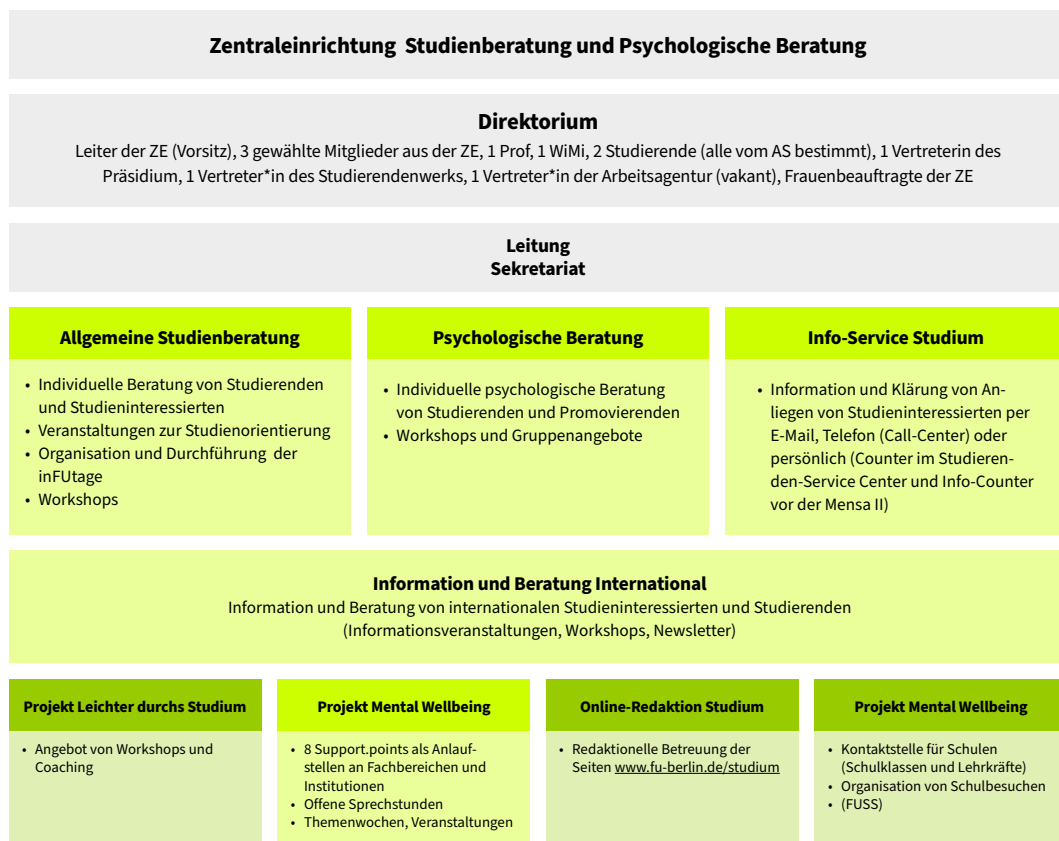 Zentraleinrichtung Studienberatung und Psychologische Beratung
Direktorium
Leiter der ZE (Vorsitz), 3 gewählte Mitglieder aus der ZE, 1 Prof, 1 WiMi, 2 Studierende (alle vom AS bestimmt), 1 Vertreterin des
Präsidium, 1 Vertreter*in des Studierendenwerks, 1 Vertreter*in der Arbeitsagentur (vakant), Frauenbeauftragte der ZE
Leitung
Sekretariat
Allgemeine Studienberatung
• Individuelle Beratung von Studierenden
und Studieninteressierten
• Veranstaltungen zur Studienorientierung
• Organisation und Durchführung der
inFUtage
• Workshops
Psychologische Beratung
• Individuelle psychologische Beratung
von Studierenden und Promovierenden
• Workshops und Gruppenangebote
Info-Service Studium
• Information und Klärung von An-
liegen von Studieninteressierten per
E-Mail, Telefon (Call-Center) oder
persönlich (Counter im Studieren-
den-Service Center und Info-Counter
vor der Mensa II)
Information und Beratung International
Information und Beratung von internationalen Studieninteressierten und Studierenden
(Informationsveranstaltungen, Workshops, Newsletter)
Projekt Leichter durchs Studium
• Angebot von Workshops und
Coaching
Projekt Mental Wellbeing
• 8 Support.points als Anlauf-
stellen an Fachbereichen und
Institutionen
• Offene Sprechstunden
• Themenwochen, Veranstaltungen
Online-Redaktion Studium
• Redaktionelle Betreuung der
Seiten www.fu-berlin.de/studium
Projekt Mental Wellbeing
• Kontaktstelle für Schulen
(Schulklassen und Lehrkräfte)
• Organisation von Schulbesuchen
• (FUSS)